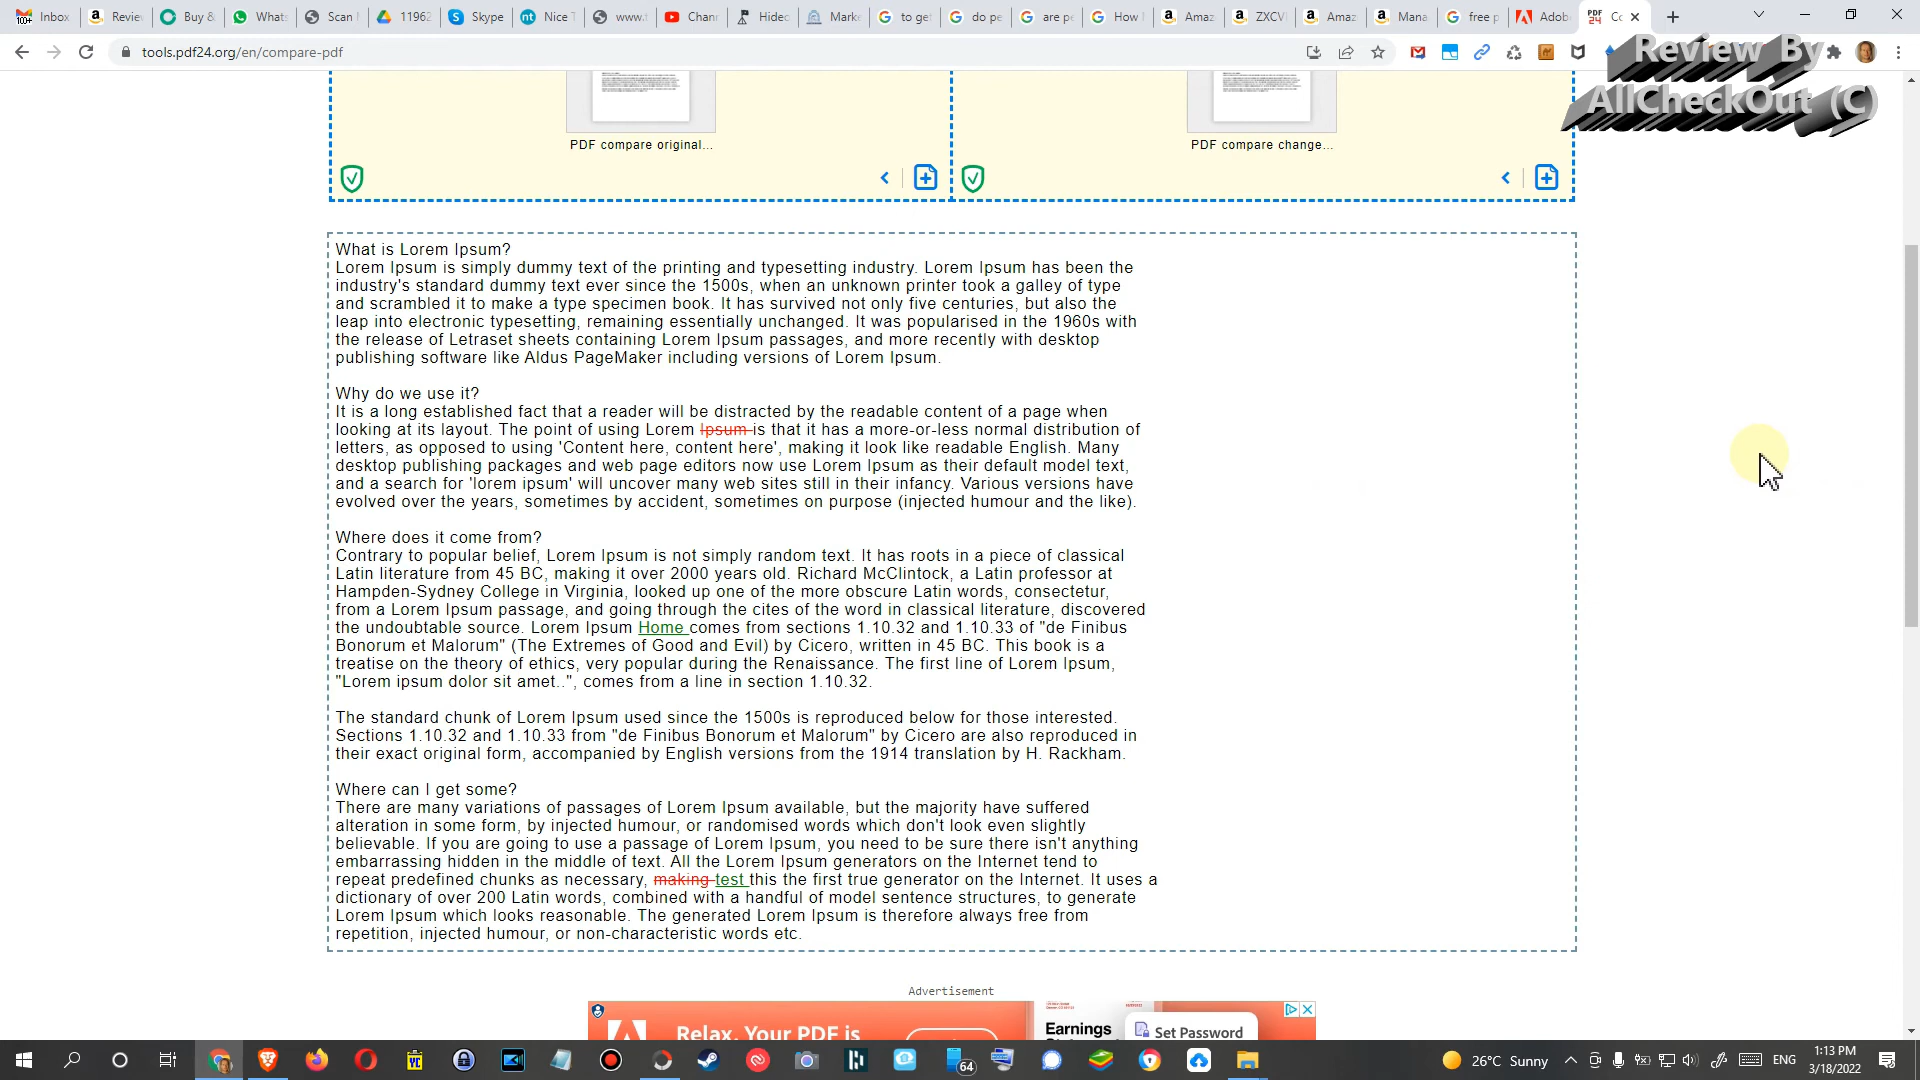 Inbox
Revie
Buy &
Whats
Scan
11962
Skype
Nice T
www.t
Chann
Hidec
Marke
to get
do pe
are pe
How
Amaz
ZXCV
Amaz
Mana
free p
Adob
Co
tools.pdf24.org/en/compare-pdf
Review By
AllCheckOut (C)
PDF compare original...
PDF compare change...
What is Lorem Ipsum?
Lorem Ipsum is simply dummy text of the printing and typesetting industry. Lorem Ipsum has been the
industry's standard dummy text ever since the 1500s, when an unknown printer took a galley of type
and scrambled it to make a type specimen book. It has survived not only five centuries, but also the
leap into electronic typesetting, remaining essentially unchanged. It was popularised in the 1960s with
the release of Letraset sheets containing Lorem Ipsum passages, and more recently with desktop
publishing software like Aldus PageMaker including versions of Lorem Ipsum.
Why do we use it?
It is a long established fact that a reader will be distracted by the readable content of a page when
looking at its layout. The point of using Lorem Ipsum is that it has a more-or-less normal distribution of
letters, as opposed to using 'Content here, content here', making it look like readable English. Many
desktop publishing packages and web page editors now use Lorem Ipsum as their default model text,
and a search for 'lorem ipsum' will uncover many web sites still in their infancy. Various versions have
evolved over the years, sometimes by accident, sometimes on purpose (injected humour and the like).
Where does it come from?
Contrary to popular belief, Lorem Ipsum is not simply random text. It has roots in a piece of classical
Latin literature from 45 BC, making it over 2000 years old. Richard McClintock, a Latin professor at
Hampden-Sydney College in Virginia, looked up one of the more obscure Latin words, consectetur,
from a Lorem Ipsum passage, and going through the cites of the word in classical literature, discovered
the undoubtable source. Lorem Ipsum Home comes from sections 1.10.32 and 1.10.33 of "de Finibus
Bonorum et Malorum" (The Extremes of Good and Evil) by Cicero, written in 45 BC. This book is a
treatise on the theory of ethics, very popular during the Renaissance. The first line of Lorem Ipsum,
"Lorem ipsum dolor sit amet..", comes from a line in section 1.10.32.
The standard chunk of Lorem Ipsum used since the 1500s is reproduced below for those interested.
Sections 1.10.32 and 1.10.33 from "de Finibus Bonorum et Malorum" by Cicero are also reproduced in
their exact original form, accompanied by English versions from the 1914 translation by H. Rackham.
Where can I get some?
There are many variations of passages of Lorem Ipsum available, but the majority have suffered
alteration in some form, by injected humour, or randomised words which don't look even slightly
believable. If you are going to use a passage of Lorem Ipsum, you need to be sure there isn't anything
embarrassing hidden in the middle of text. All the Lorem Ipsum generators on the Internet tend to
repeat predefined chunks as necessary, making test this the first true generator on the Internet. It uses a
dictionary of over 200 Latin words, combined with a handful of model sentence structures, to generate
Lorem Ipsum which looks reasonable. The generated Lorem Ipsum is therefore always free from
repetition, injected humour, or non-characteristic words etc.
Advertisement
Relax. Your PDF is
Earnings
Set Password
64
26°C Sunny
ENG
1:13 PM
3/18/2022